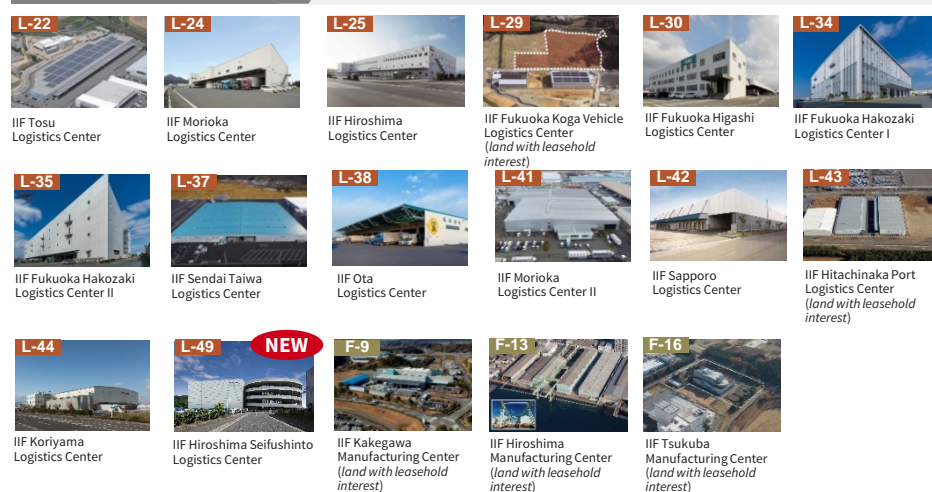 L-22
IIF Tosu
Logistics Center
L-24
IIF Morioka
Logistics Center
L-25
IIF Hiroshima
Logistics Center
L-29
IIF Fukuoka Koga Vehicle
Logistics Center
(land with leasehold
interest)
L-30
IIF Fukuoka Higashi
Logistics Center
L-34
IIF Fukuoka Hakozaki
Logistics Center I
L-35
IIF Fukuoka Hakozaki
Logistics Center II
L-37
IIF Sendai Taiwa
Logistics Center
L-38
IIF Ota
Logistics Center
L-41
IIF Morioka
Logistics Center II
L-42
IIF Sapporo
Logistics Center
L-43
IIF Hitachinaka Port
Logistics Center
(land with leasehold
interest)
L-44
IIF Koriyama
Logistics Center
L-49
NEW
IIF Hiroshima Seifushinto
Logistics Center
F-9
IIF Kakegawa
Manufacturing Center
(land with leasehold
interest)
F-13
IIF Hiroshima
Manufacturing Center
(land with leasehold
interest)
F-16
IIF Tsukuba
Manufacturing Center
(land with leasehold
interest)